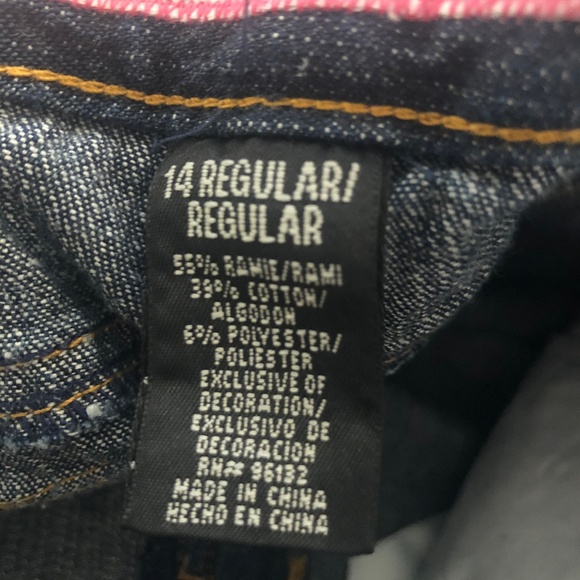 14 REGULAR/
REGULAR
55% RAMIE/RAMI
39% COTTON/
ALGODON
6% POLYESTER/
POLIESTER
EXCLUSIVE OF
DECORATION/
EXCLUSIVO DE
DECORACION
RN# 96132
MADE IN CHINA
HECHO EN CHINA